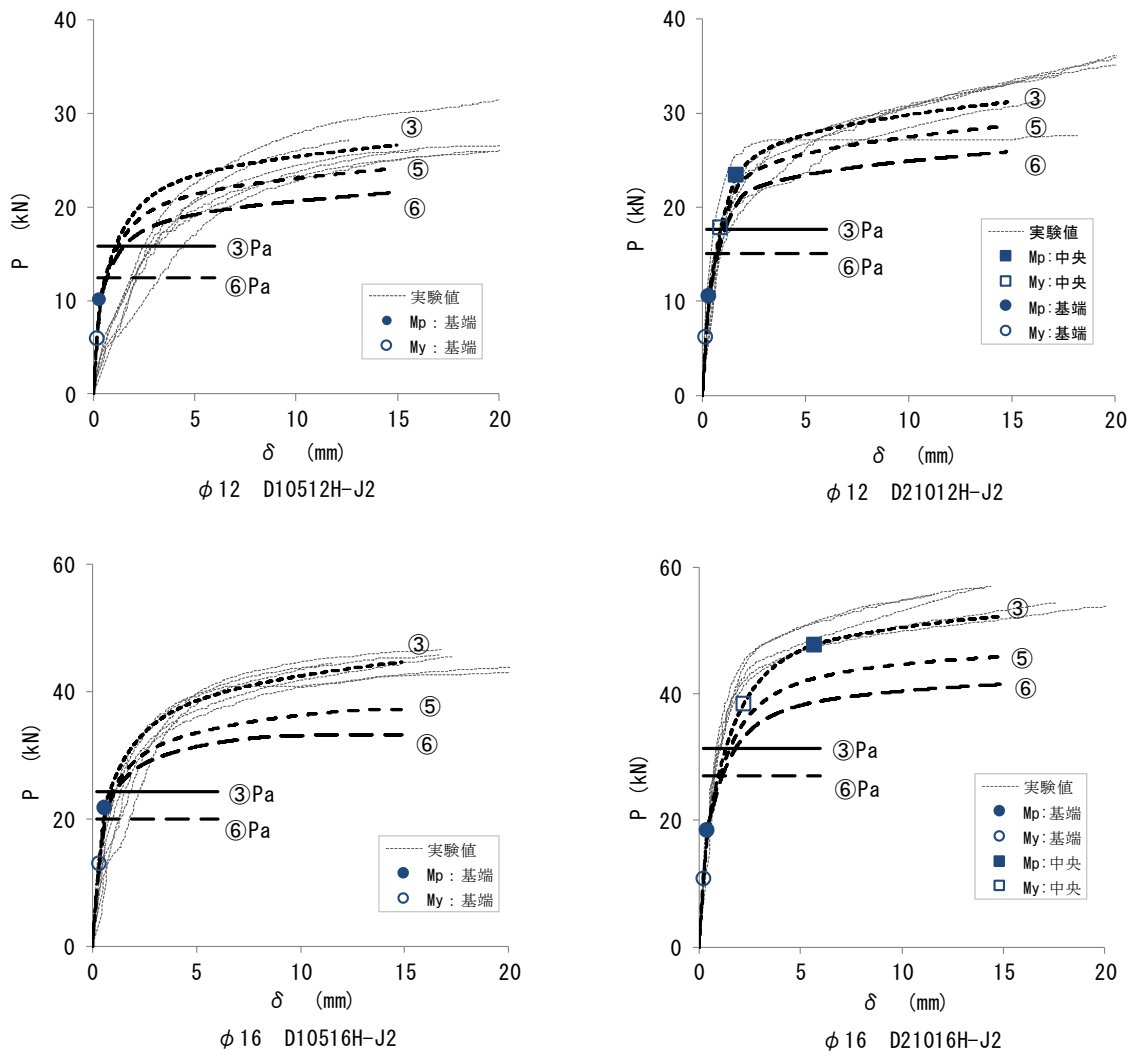 40
30
20
10
0
P (kN)
③
⑤
⑥
③Pa
⑥Pa
実験値
Mp : 基端
My : 基端
0 5 10 15 20
δ (mm)
φ12 D10512H-J2
40
30
20
10
0
P (kN)
③
⑤
⑥
③Pa
⑥Pa
実験値
Mp:中央
My:中央
Mp:基端
My:基端
0 5 10 15 20
δ (mm)
φ12 D21012H-J2
60
40
20
0
P (kN)
③
⑤
⑥
③Pa
⑥Pa
実験値
Mp : 基端
My : 基端
0 5 10 15 20
δ (mm)
φ16 D10516H-J2
60
40
20
0
P (kN)
③
⑤
⑥
③Pa
⑥Pa
実験値
Mp:基端
My:基端
Mp:中央
My:中央
0 5 10 15 20
δ (mm)
φ16 D21016H-J2